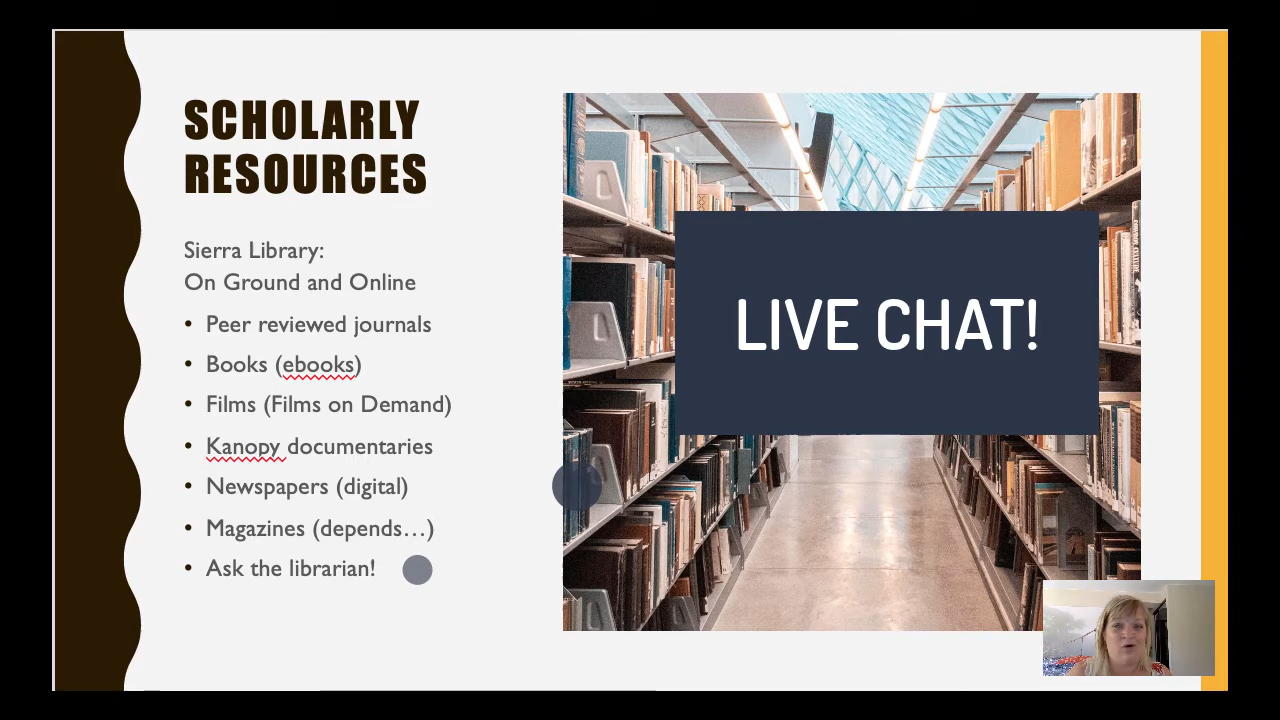 SCHOLARLY
RESOURCES
Sierra Library:
On Ground and Online
• Peer reviewed journals
• Books (ebooks)
• Films (Films on Demand)
• Kanopy documentaries
• Newspapers (digital)
• Magazines (depends…)
• Ask the librarian!
LIVE CHAT!